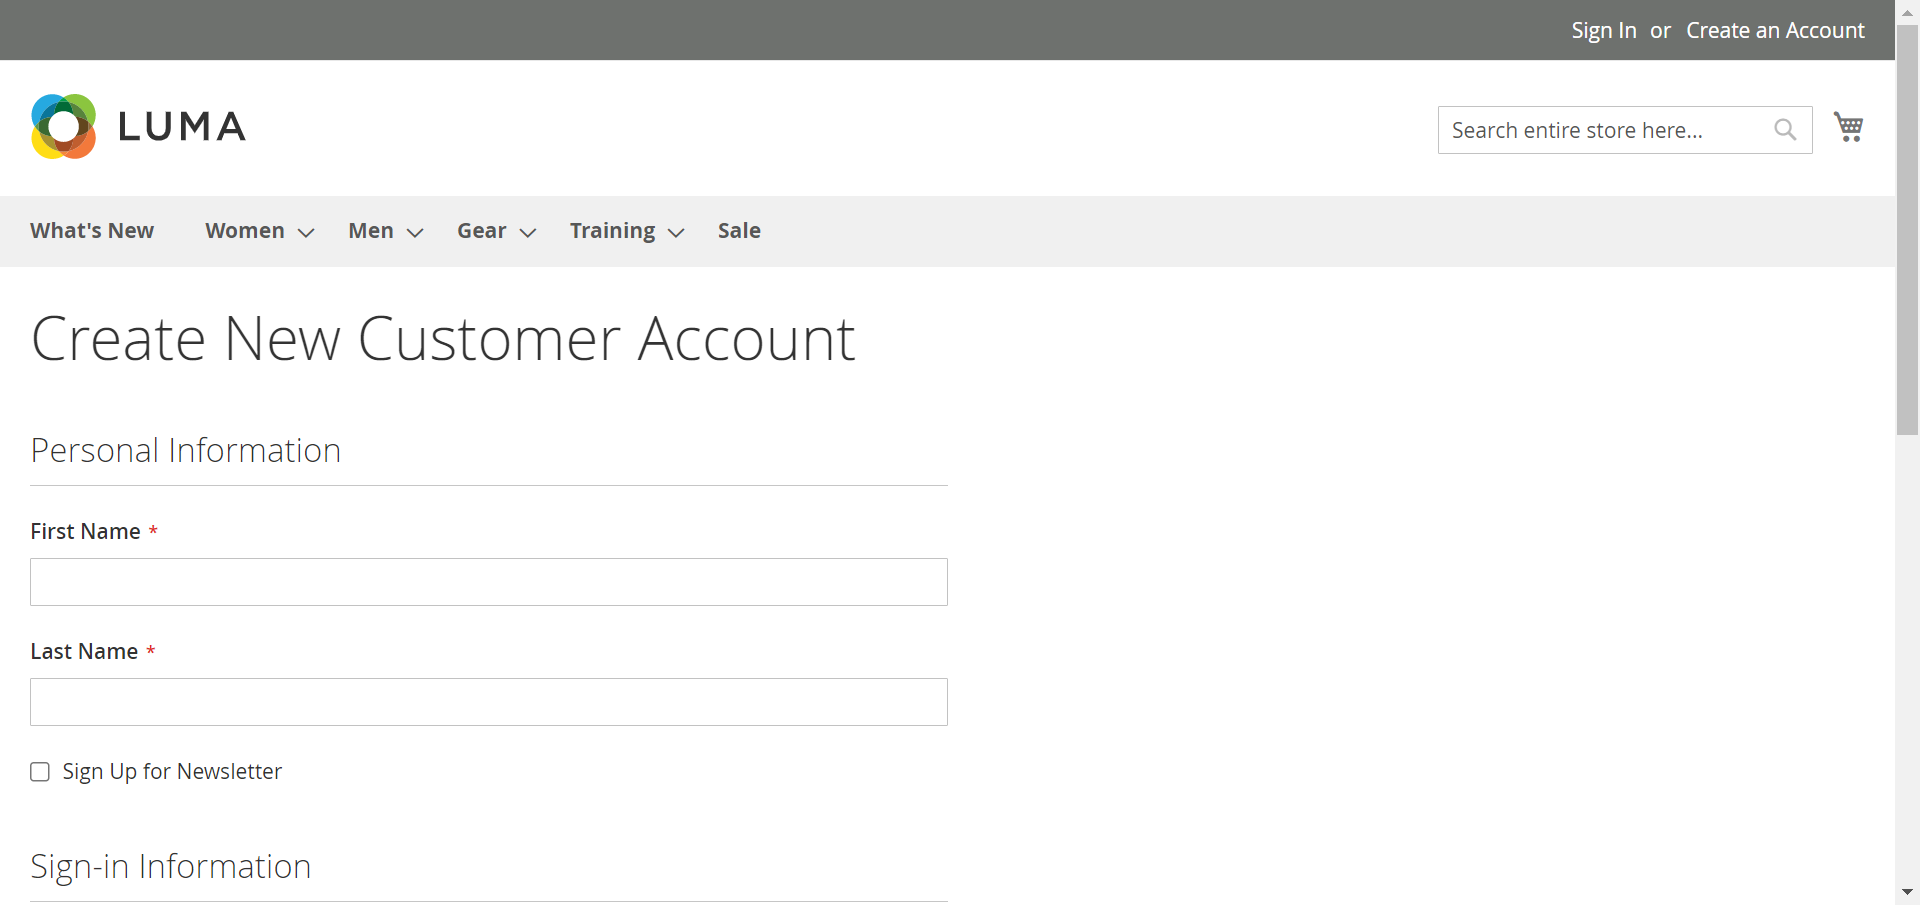 Sign In or Create an Account
LUMA
Search entire store here...
What's New Women Men Gear Training Sale
Create New Customer Account
Personal Information
First Name *
Last Name *
Sign Up for Newsletter
Sign-in Information